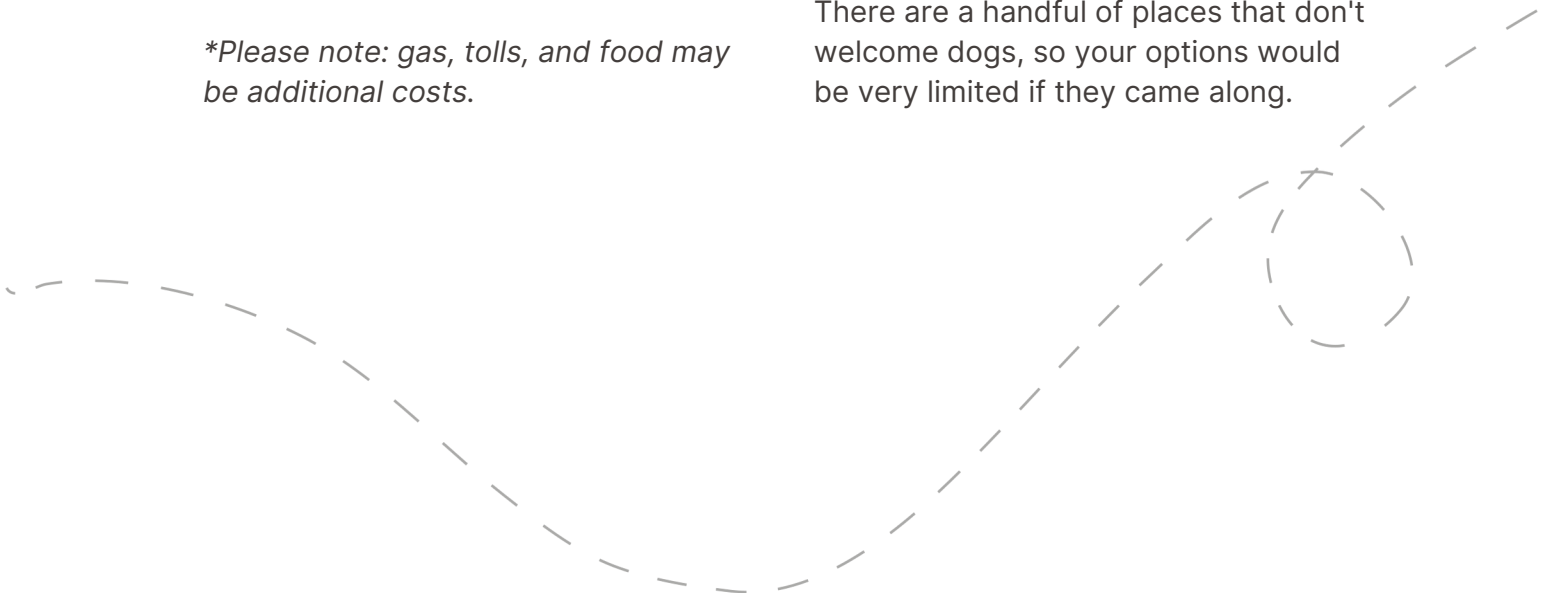 *Please note: gas, tolls, and food may
be additional costs.
There are a handful of places that don't
welcome dogs, so your options would
be very limited if they came along.